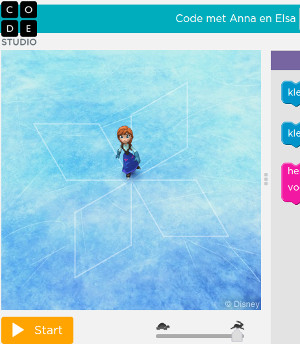 C O
D E
STUDIO
Code met Anna en Elsa
kle
kle
he
vo
© Disney
Start